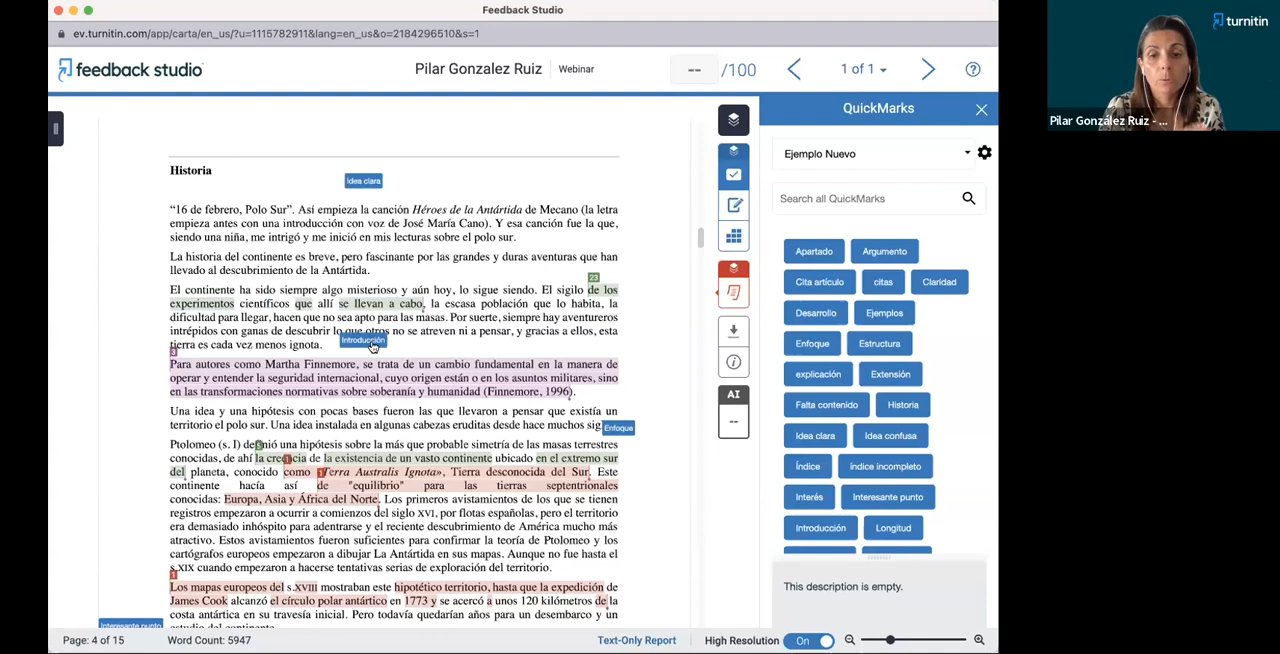 Feedback Studio
ev.turnitin.com/app/carta/en_us/?u=1115782911&lang=en_us&o=2184296510&s=1
feedback studio
Pilar Gonzalez Ruiz
Webinar
-- /100
1 of 1
QuickMarks
Ejemplo Nuevo
Search all QuickMarks
Apartado
Argumento
Cita artículo
citas
Claridad
Desarrollo
Ejemplos
Enfoque
Estructura
explicación
Extensión
Falta contenido
Historia
Idea clara
Idea confusa
Índice
índice incompleto
Interés
Interesante punto
Introducción
Longitud
This description is empty.
AI
--
Historia
Idea clara
“16 de febrero, Polo Sur”. Así empieza la canción Héroes de la Antártida de Mecano (la letra
empieza antes con una introducción con voz de José María Cano). Y esa canción fue la que,
siendo una niña, me intrigó y me inició en mis lecturas sobre el polo sur.
La historia del continente es breve, pero fascinante por las grandes y duras aventuras que han
llevado al descubrimiento de la Antártida.
23
El continente ha sido siempre algo misterioso y aún hoy, lo sigue siendo. El sigilo de los
experimentos científicos que allí se llevan a cabo, la escasa población que lo habita, la
dificultad para llegar, hacen que no sea apto para las masas. Por suerte, siempre hay aventureros
intrépidos con ganas de descubrir lo que otros no se atreven ni a pensar, y gracias a ellos, esta
tierra es cada vez menos ignota.
Introducción
3
Para autores como Martha Finnemore, se trata de un cambio fundamental en la manera de
operar y entender la seguridad internacional, cuyo origen están o en los asuntos militares, sino
en las transformaciones normativas sobre soberanía y humanidad (Finnemore, 1996).
Una idea y una hipótesis con pocas bases fueron las que llevaron a pensar que existía un
territorio el polo sur. Una idea instalada en algunas cabezas eruditas desde hace muchos sig
Enfoque
Ptolomeo (s. I) definió una hipótesis sobre la más que probable simetría de las masas terrestres
conocidas, de ahí la creencia de la existencia de un vasto continente ubicado en el extremo sur
del planeta, conocido como «Terra Australis Ignota», Tierra desconocida del Sur. Este
continente hacía así de "equilibrio" para las tierras septentrionales
conocidas: Europa, Asia y África del Norte. Los primeros avistamientos de los que se tienen
registros empezaron a ocurrir a comienzos del siglo XVI, por flotas españolas, pero el territorio
era demasiado inhóspito para adentrarse y el reciente descubrimiento de América mucho más
atractivo. Estos avistamientos fueron suficientes para confirmar la teoría de Ptolomeo y los
cartógrafos europeos empezaron a dibujar La Antártida en sus mapas. Aunque no fue hasta el
s.XIX cuando empezaron a hacerse tentativas serias de exploración del territorio.
1
Los mapas europeos del s.XVIII mostraban este hipotético territorio, hasta que la expedición de
James Cook alcanzó el círculo polar antártico en 1773 y se acercó a unos 120 kilómetros de la
costa antártica en su travesía inicial. Pero todavía quedarían años para un desembarco y un
estudio del continente.
Interesante punto
Page: 4 of 15
Word Count: 5947
Text-Only Report
High Resolution
On
turnitin
Pilar González Ruiz - ...